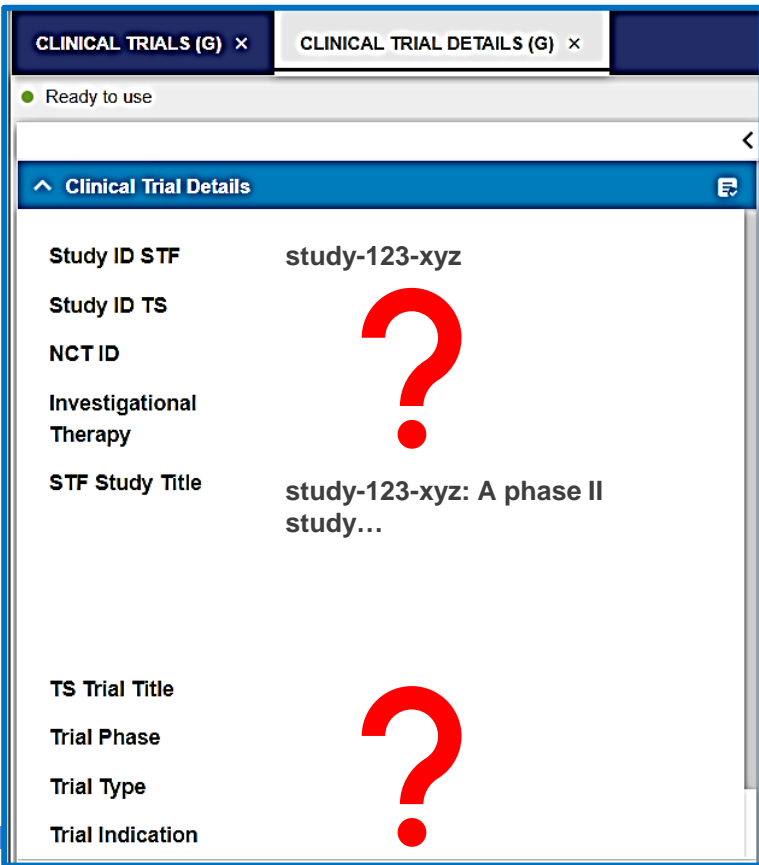 CLINICAL TRIALS (G) × CLINICAL TRIAL DETAILS (G) ×
Ready to use
Clinical Trial Details
Study ID STF study-123-xyz
Study ID TS
NCT ID
?
Investigational
Therapy
STF Study Title study-123-xyz: A phase II
study…
TS Trial Title
Trial Phase
?
Trial Type
Trial Indication